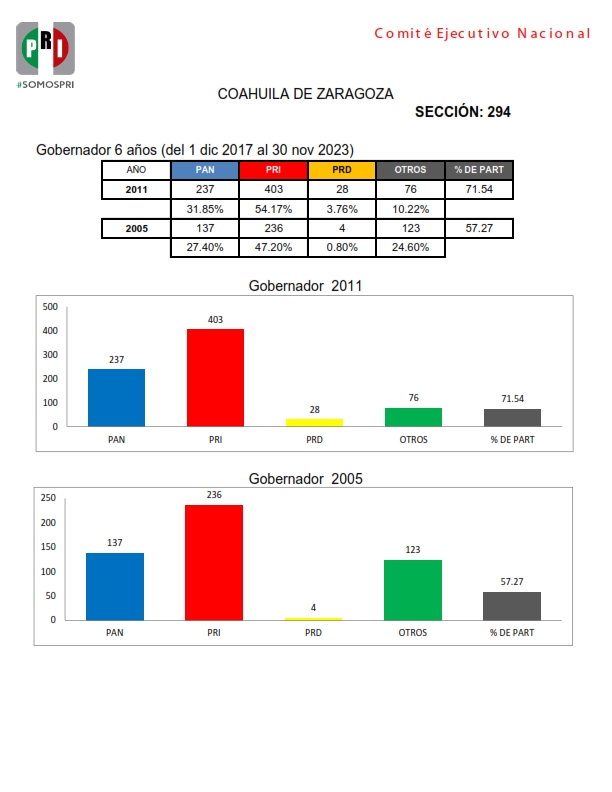 PRI
#SOMOSPRI
Comité Ejecutivo Nacional
COAHUILA DE ZARAGOZA
SECCIÓN: 294
Gobernador 6 años (del 1 dic 2017 al 30 nov 2023)
AÑO PAN PRI PRD OTROS % DE PART
2011 237 403 28 76 71.54
31.85% 54.17% 3.76% 10.22%
2005 137 236 4 123 57.27
27.40% 47.20% 0.80% 24.60%
Gobernador 2011
500
400
300
200
100
0
237 403 28 76 71.54
PAN PRI PRD OTROS % DE PART
Gobernador 2005
250
200
150
100
50
0
137 236 4 123 57.27
PAN PRI PRD OTROS % DE PART